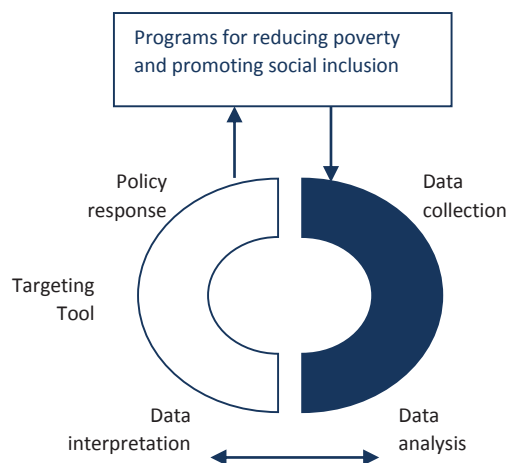 Programs for reducing poverty
and promoting social inclusion
Policy
response
Data
collection
Targeting
Tool
Data
interpretation
Data
analysis